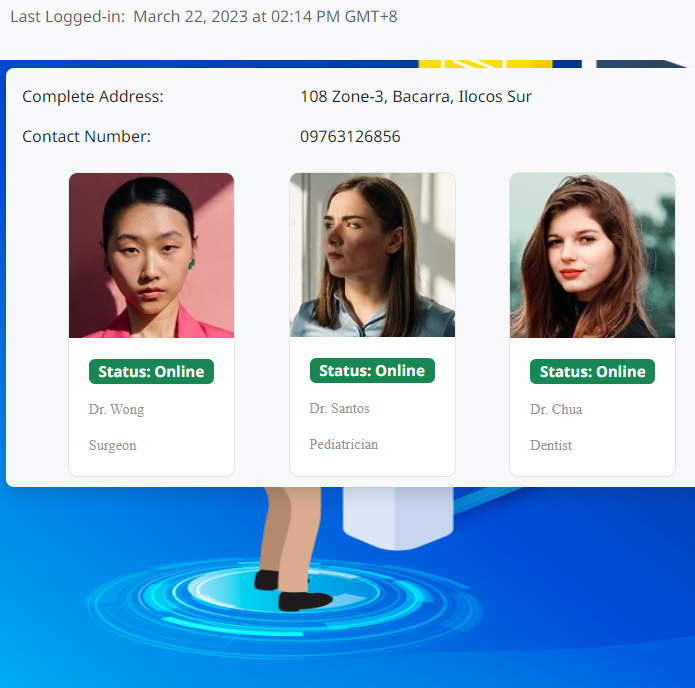 Last Logged-in: March 22, 2023 at 02:14 PM GMT+8
Complete Address: 108 Zone-3, Bacarra, Ilocos Sur
Contact Number: 09763126856
Status: Online
Dr. Wong
Surgeon
Status: Online
Dr. Santos
Pediatrician
Status: Online
Dr. Chua
Dentist